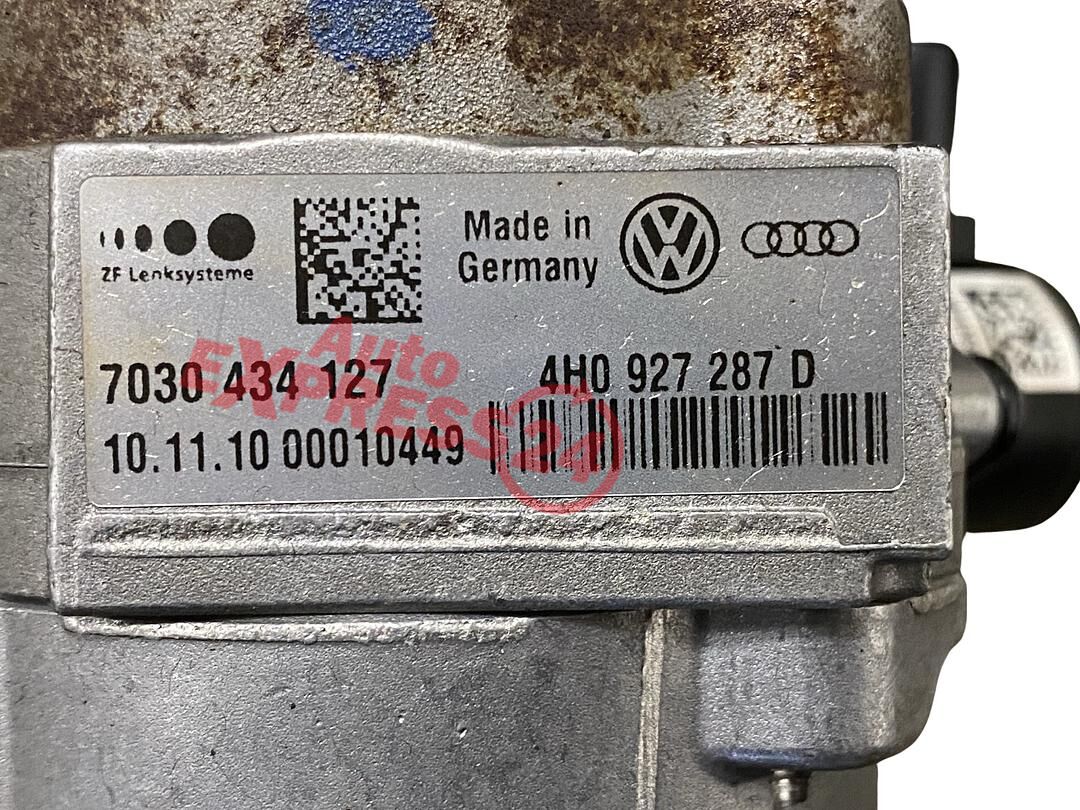 ZF Lenksysteme
Made in
Germany
7030 434 127
4H0 927 287 D
10.11.10 00010449
Auto
EXPRESS 24